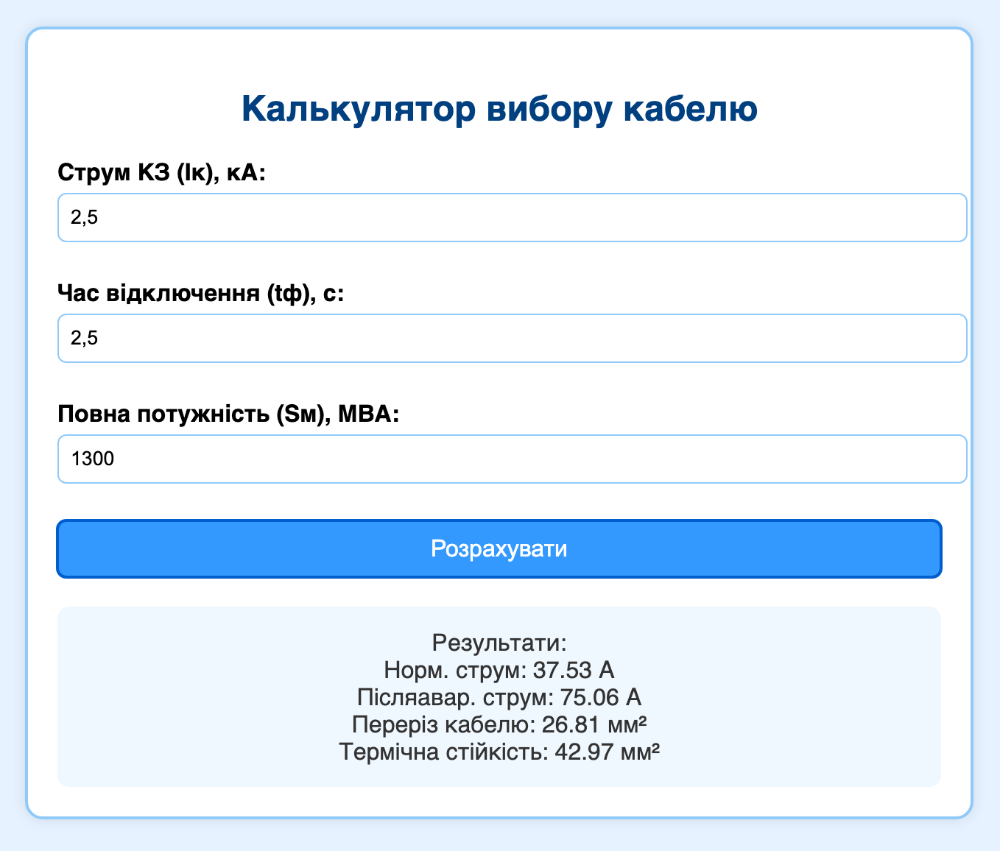 Калькулятор вибору кабелю
Струм КЗ (Ік), кА:
2,5
Час відключення (tф), с:
2,5
Повна потужність (Sм), МВА:
1300
Розрахувати
Результати:
Норм. струм: 37.53 А
Післяавар. струм: 75.06 А
Переріз кабелю: 26.81 мм²
Термічна стійкість: 42.97 мм²